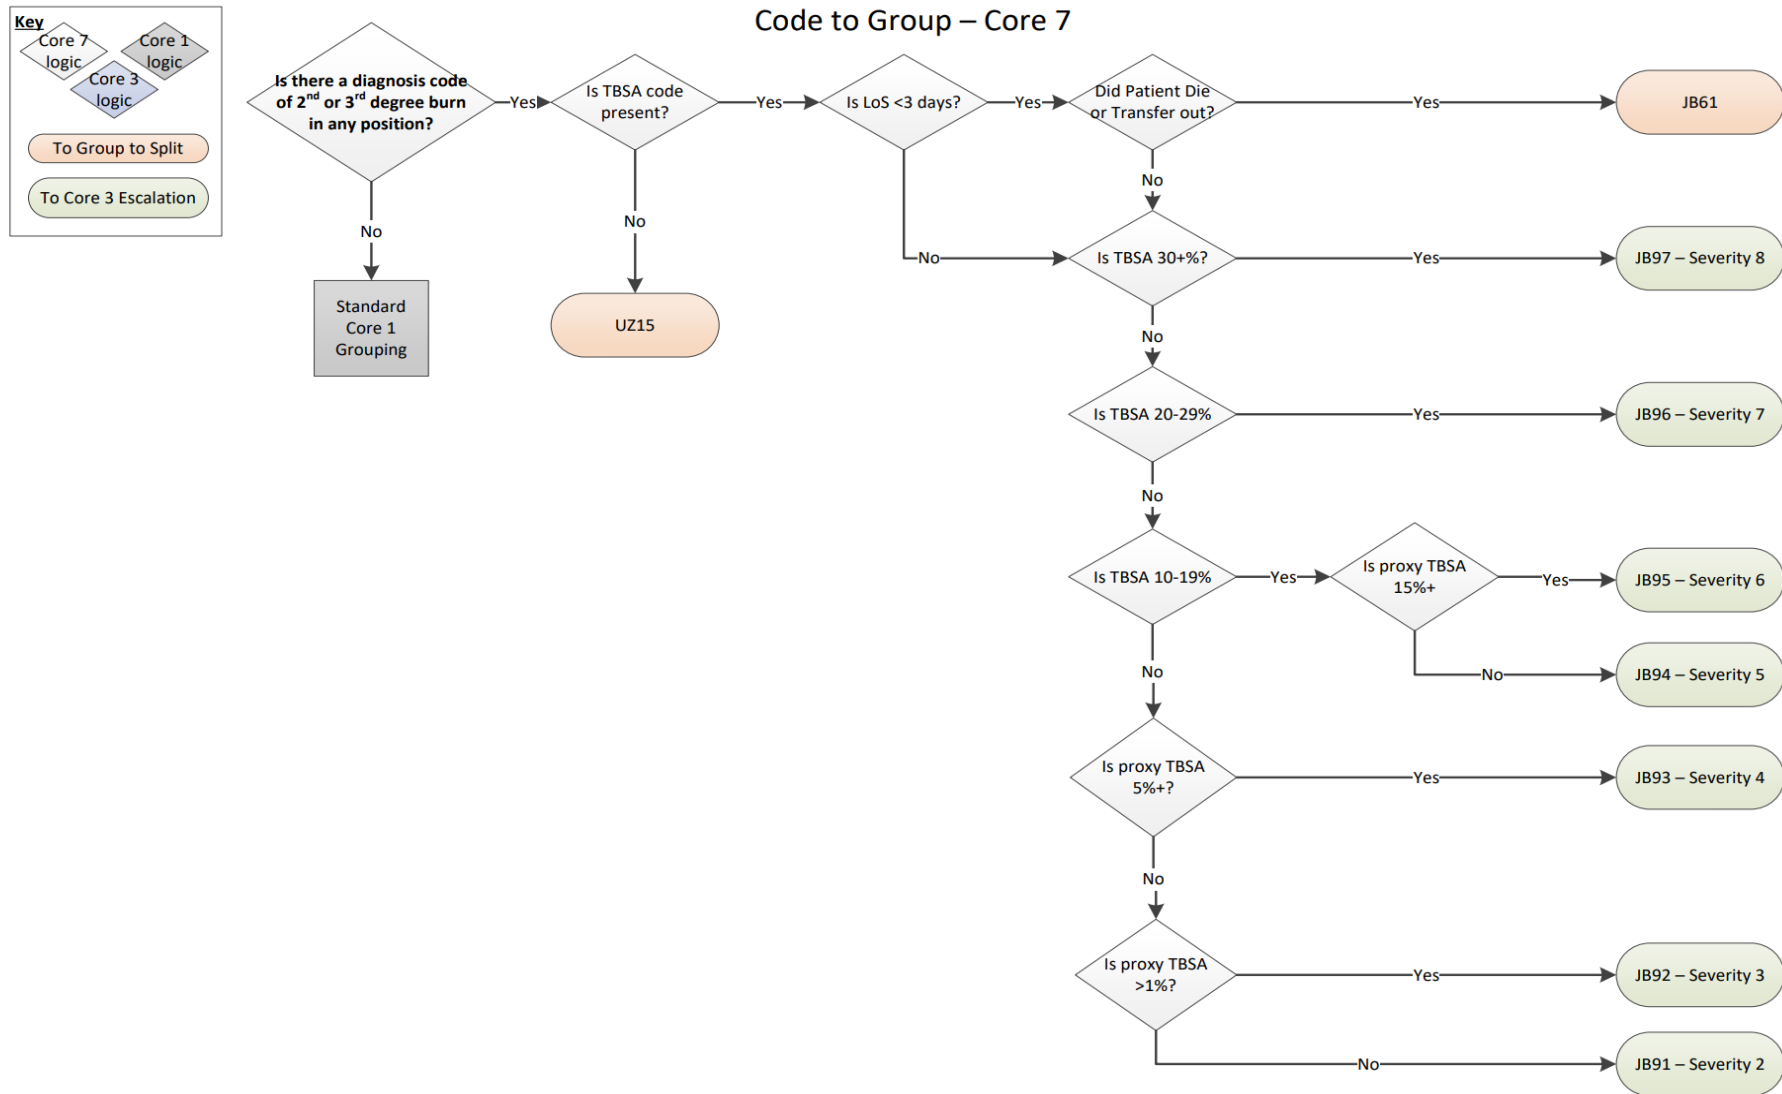 Code to Group – Core 7
Key
Core 7
logic
Core 1
logic
Core 3
logic
To Group to Split
To Core 3 Escalation
Is there a diagnosis code
of 2nd or 3rd degree burn
in any position?
Yes
Is TBSA code
present?
Yes
Is LoS <3 days?
Yes
Did Patient Die
or Transfer out?
Yes
JB61
No
Standard
Core 1
Grouping
No
UZ15
No
No
Is TBSA 30+%?
Yes
JB97 – Severity 8
No
Is TBSA 20-29%
Yes
JB96 – Severity 7
No
Is TBSA 10-19%
Yes
Is proxy TBSA
15%+
Yes
JB95 – Severity 6
No
JB94 – Severity 5
No
Is proxy TBSA
5%+?
Yes
JB93 – Severity 4
No
Is proxy TBSA
>1%?
Yes
JB92 – Severity 3
No
JB91 – Severity 2